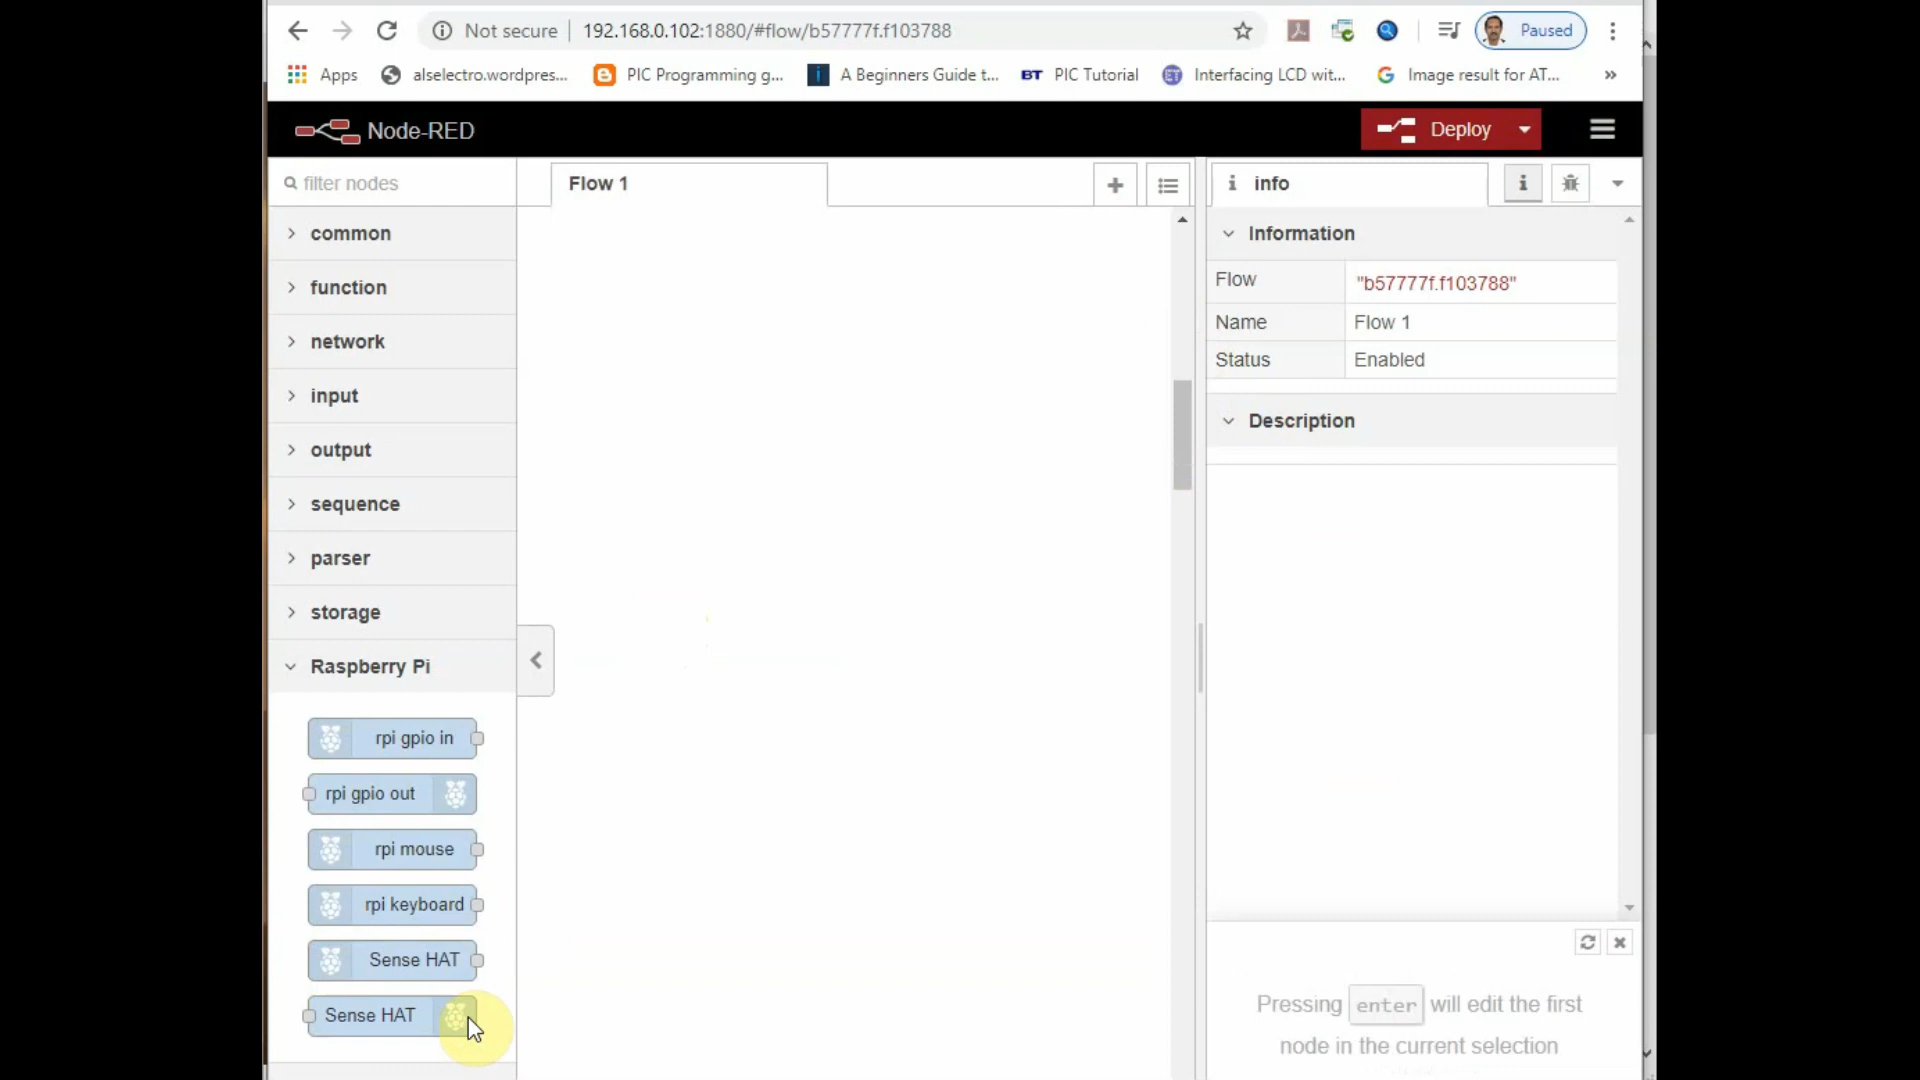 Not secure | 192.168.0.102:1880/#flow/b57777f.f103788
Paused
Apps
alselectro.wordpres...
PIC Programming g...
A Beginners Guide t...
BT PIC Tutorial
Interfacing LCD wit...
Image result for AT...
»
Node-RED
Deploy
filter nodes
common
function
network
input
output
sequence
parser
storage
Raspberry Pi
rpi gpio in
rpi gpio out
rpi mouse
rpi keyboard
Sense HAT
Sense HAT
Flow 1
info
Information
Flow "b57777f.f103788"
Name Flow 1
Status Enabled
Description
Pressing enter will edit the first
node in the current selection